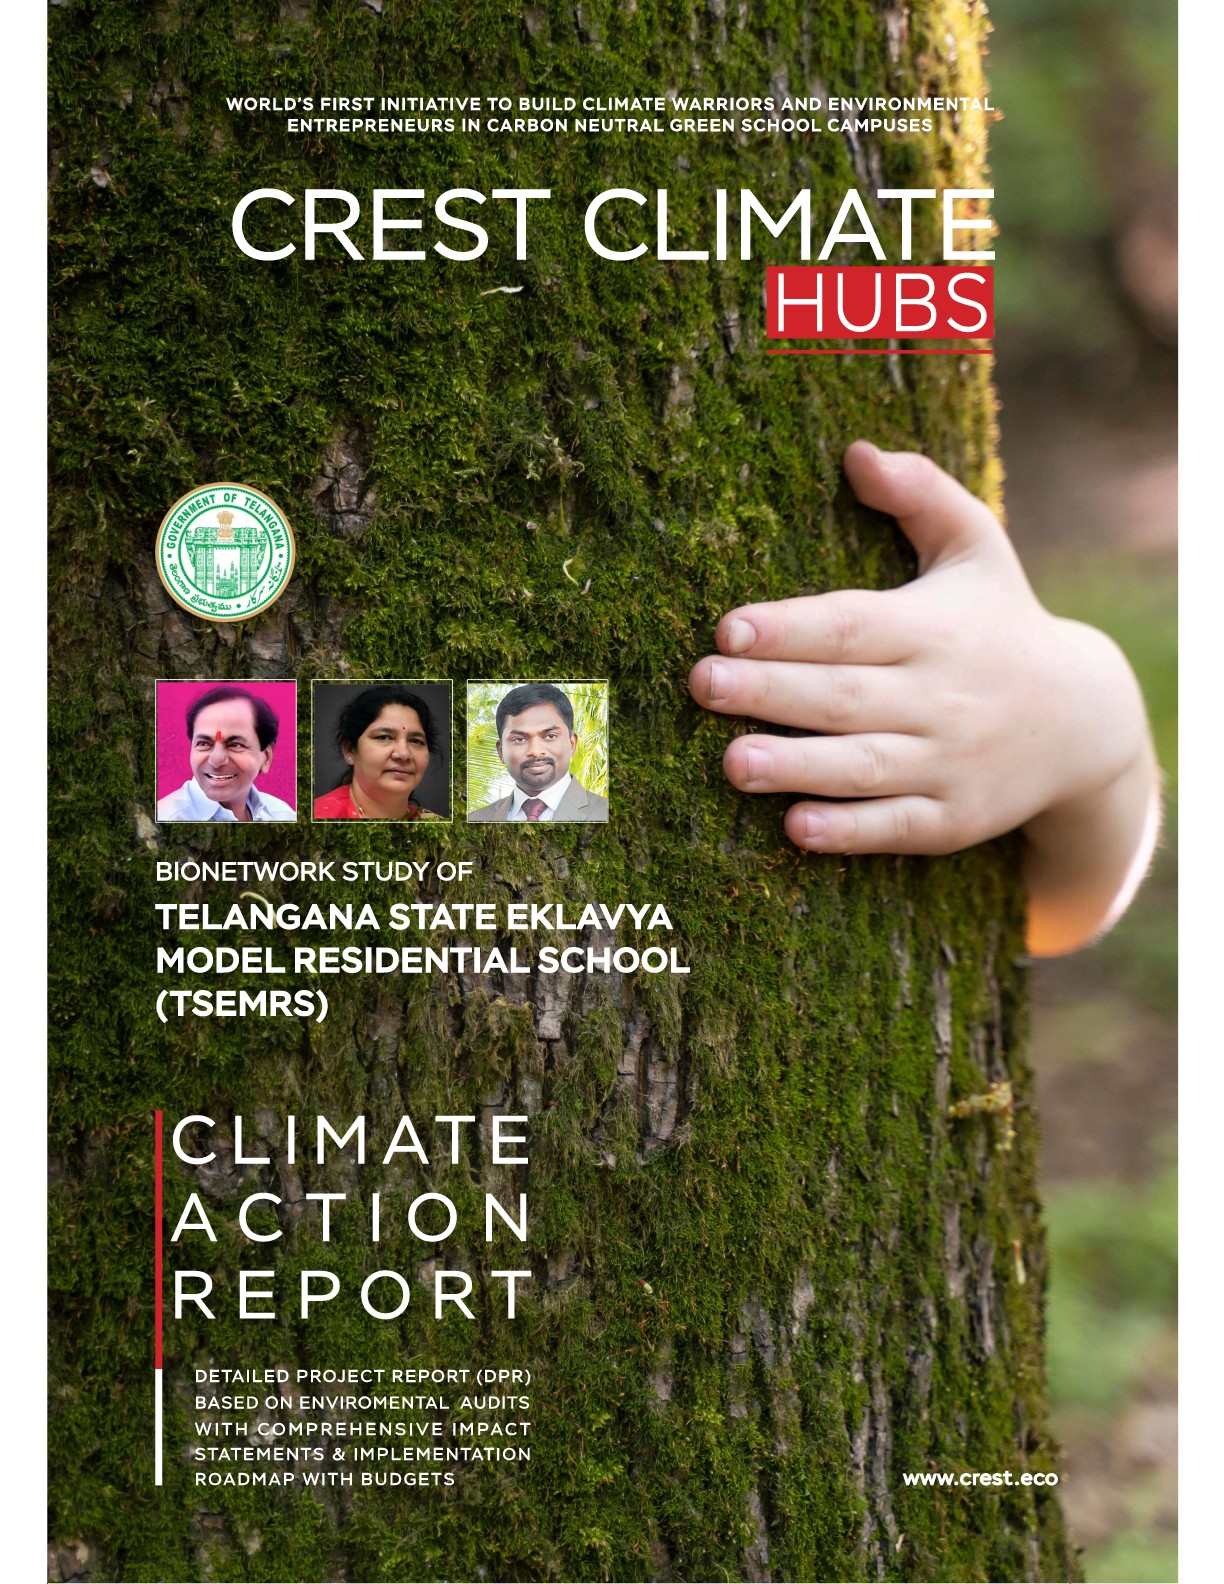 WORLD'S FIRST INITIATIVE TO BUILD CLIMATE WARRIORS AND ENVIRONMENTAL
ENTREPRENEURS IN CARBON NEUTRAL GREEN SCHOOL CAMPUSES
CREST CLIMATE
HUBS
GOVERNMENT OF TELANGANA
తెలంగాణ ప్రభుత్వము
BIONETWORK STUDY OF
TELANGANA STATE EKLAVYA
MODEL RESIDENTIAL SCHOOL
(TSEMRS)
CLIMATE
ACTION
REPORT
DETAILED PROJECT REPORT (DPR)
BASED ON ENVIROMENTAL AUDITS
WITH COMPREHENSIVE IMPACT
STATEMENTS & IMPLEMENTATION
ROADMAP WITH BUDGETS
www.crest.eco